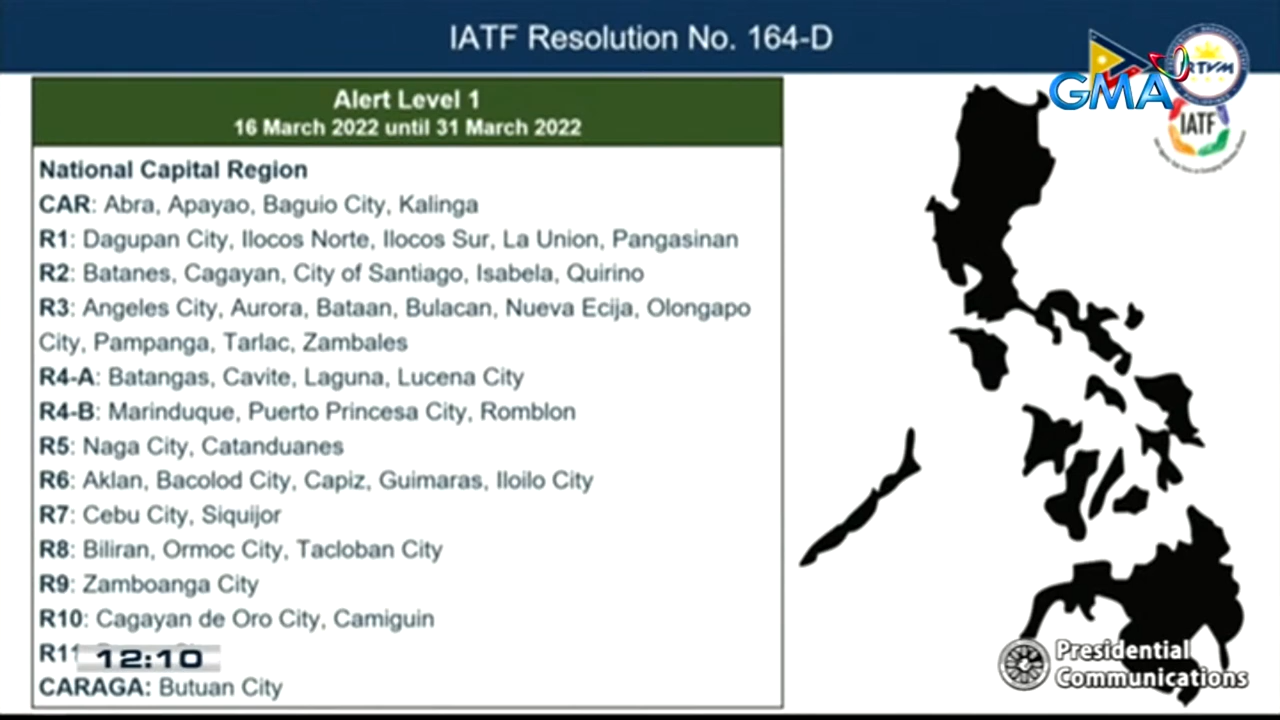 IATF Resolution No. 164-D
GMA
RTVM
IATF
Alert Level 1
16 March 2022 until 31 March 2022
National Capital Region
CAR: Abra, Apayao, Baguio City, Kalinga
R1: Dagupan City, Ilocos Norte, Ilocos Sur, La Union, Pangasinan
R2: Batanes, Cagayan, City of Santiago, Isabela, Quirino
R3: Angeles City, Aurora, Bataan, Bulacan, Nueva Ecija, Olongapo
City, Pampanga, Tarlac, Zambales
R4-A: Batangas, Cavite, Laguna, Lucena City
R4-B: Marinduque, Puerto Princesa City, Romblon
R5: Naga City, Catanduanes
R6: Aklan, Bacolod City, Capiz, Guimaras, Iloilo City
R7: Cebu City, Siquijor
R8: Biliran, Ormoc City, Tacloban City
R9: Zamboanga City
R10: Cagayan de Oro City, Camiguin
R11
12:10
CARAGA: Butuan City
Presidential
Communications